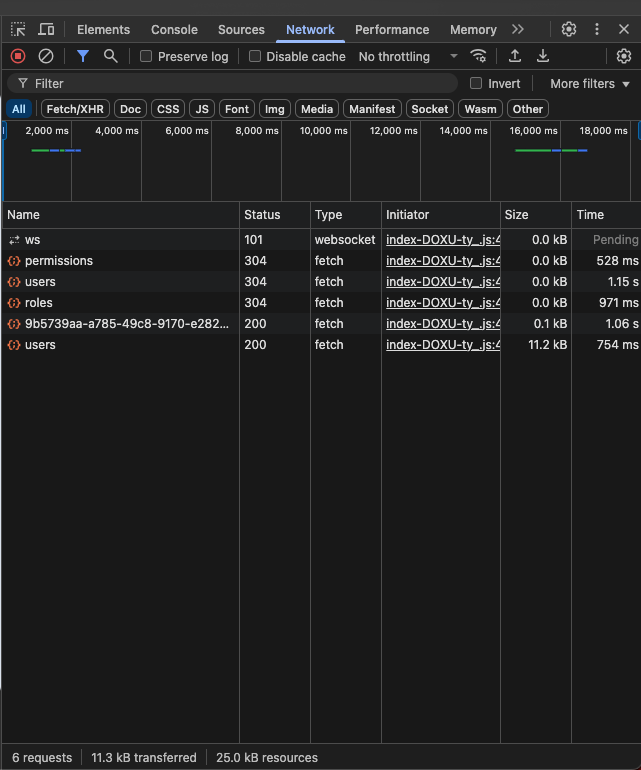 Elements Console Sources Network Performance Memory
Preserve log Disable cache No throttling
Filter Invert More filters
All Fetch/XHR Doc CSS JS Font Img Media Manifest Socket Wasm Other
2,000 ms 4,000 ms 6,000 ms 8,000 ms 10,000 ms 12,000 ms 14,000 ms 16,000 ms 18,000 ms
Name Status Type Initiator Size Time
ws 101 websocket index-DOXU-ty_.js:4 0.0 kB Pending
permissions 304 fetch index-DOXU-ty_.js:4 0.0 kB 528 ms
users 304 fetch index-DOXU-ty_.js:4 0.0 kB 1.15 s
roles 304 fetch index-DOXU-ty_.js:4 0.0 kB 971 ms
9b5739aa-a785-49c8-9170-e282... 200 fetch index-DOXU-ty_.js:4 0.1 kB 1.06 s
users 200 fetch index-DOXU-ty_.js:4 11.2 kB 754 ms
6 requests 11.3 kB transferred 25.0 kB resources